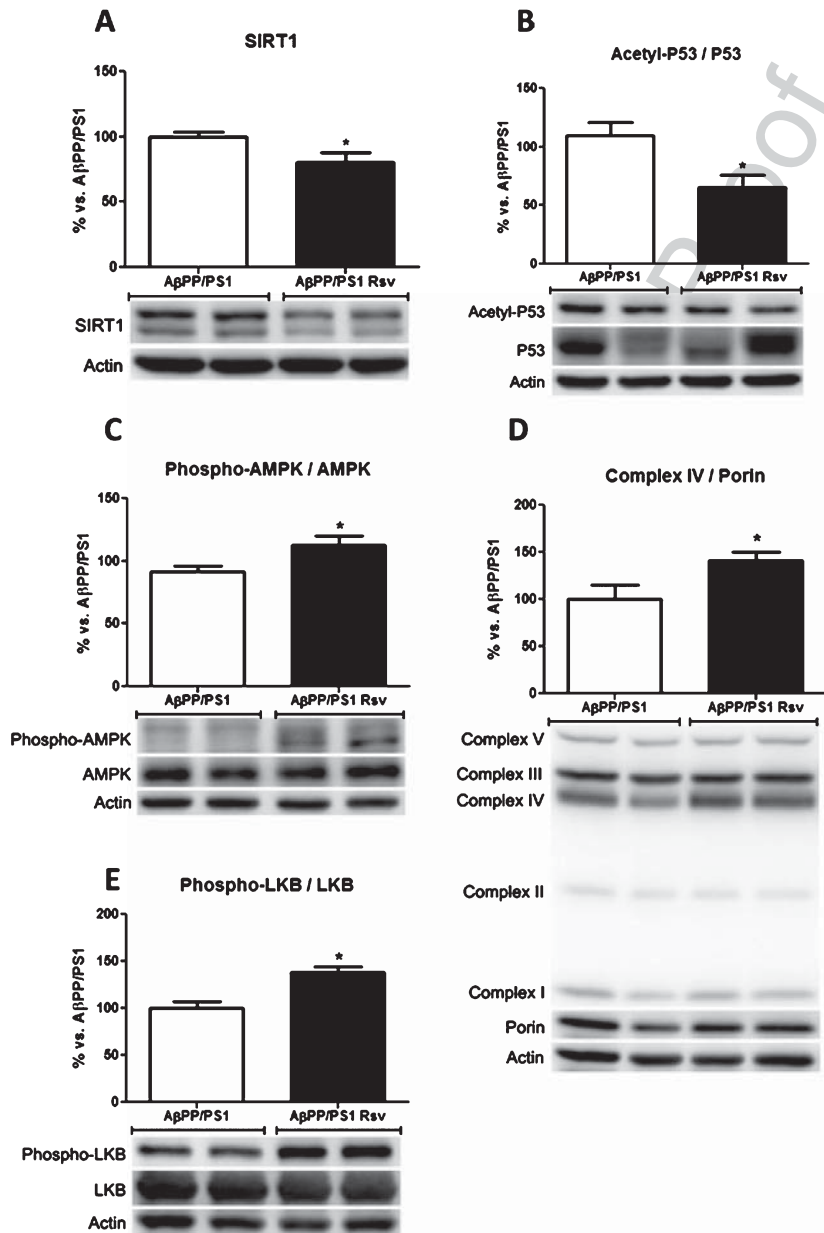 A
SIRT1
150
100
50
0
% vs. AβPP/PS1
*
AβPP/PS1
AβPP/PS1 Rsv
SIRT1
Actin
B
Acetyl-P53 / P53
150
100
50
0
% vs. AβPP/PS1
*
AβPP/PS1
AβPP/PS1 Rsv
Acetyl-P53
P53
Actin
C
Phospho-AMPK / AMPK
150
100
50
0
% vs. AβPP/PS1
*
AβPP/PS1
AβPP/PS1 Rsv
Phospho-AMPK
AMPK
Actin
D
Complex IV / Porin
200
150
100
50
0
% vs. AβPP/PS1
*
AβPP/PS1
AβPP/PS1 Rsv
Complex V
Complex III
Complex IV
Complex II
Complex I
Porin
Actin
E
Phospho-LKB / LKB
200
150
100
50
0
% vs. AβPP/PS1
*
AβPP/PS1
AβPP/PS1 Rsv
Phospho-LKB
LKB
Actin